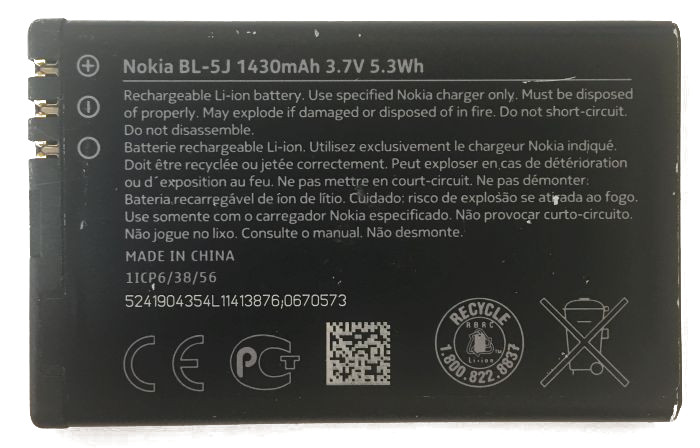 Nokia BL-5J 1430mAh 3.7V 5.3Wh
Rechargeable Li-ion battery. Use specified Nokia charger only. Must be disposed
of properly. May explode if damaged or disposed of in fire. Do not short-circuit.
Do not disassemble.
Batterie rechargeable Li-ion. Utilisez exclusivement le chargeur Nokia indiqué.
Doit être recyclée ou jetée correctement. Peut exploser en cas de détérioration
ou d´exposition au feu. Ne pas mettre en court-circuit. Ne pas démonter.
Bateria recarregável de íon de lítio. Cuidado: risco de explosão se atirada ao fogo.
Use somente com o carregador Nokia especificado. Não provocar curto-circuito.
Não jogue no lixo. Consulte o manual. Não desmonte.
MADE IN CHINA
1ICP6/38/56
5241904354L11413876;0670573
CE
PCT
RECYCLE
RBRC
Li-ion
1.800.822.8837